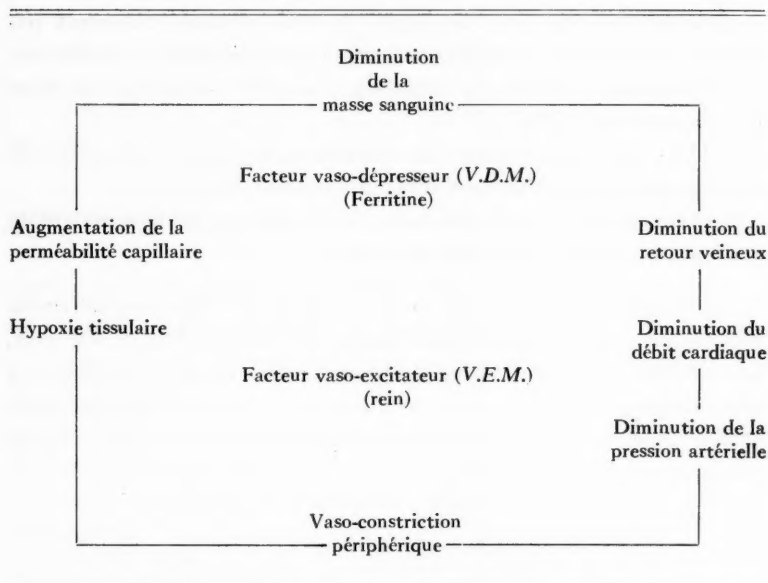 Diminution
de la
masse sanguine
Facteur vaso-dépresseur (V.D.M.)
(Ferritine)
Augmentation de la
perméabilité capillaire
Diminution du
retour veineux
Hypoxie tissulaire
Diminution du
débit cardiaque
Facteur vaso-excitateur (V.E.M.)
(rein)
Diminution de la
pression artérielle
Vaso-constriction
périphérique